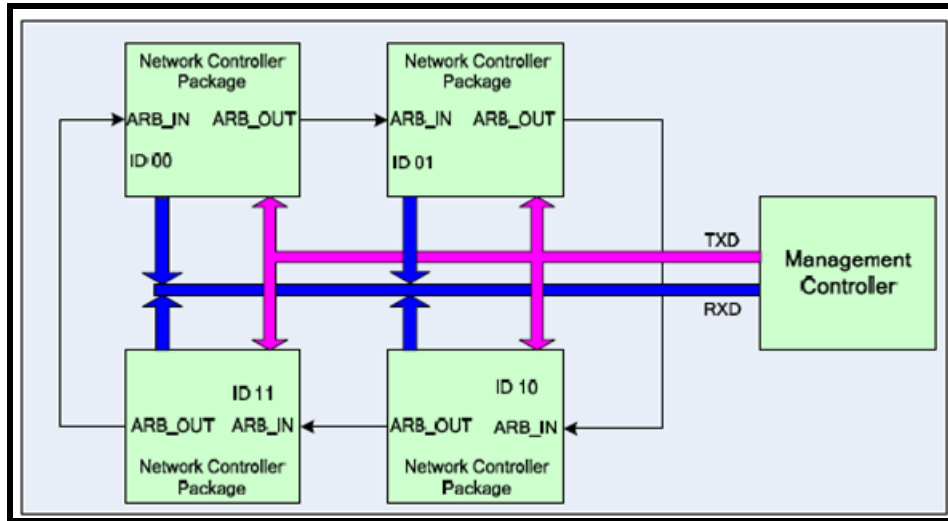 Network Controller
Package
ARB_IN ARB_OUT
ID 00
Network Controller
Package
ARB_IN ARB_OUT
ID 01
TXD
RXD
Management
Controller
ID 11
ARB_OUT ARB_IN
Network Controller
Package
ID 10
ARB_OUT ARB_IN
Network Controller
Package